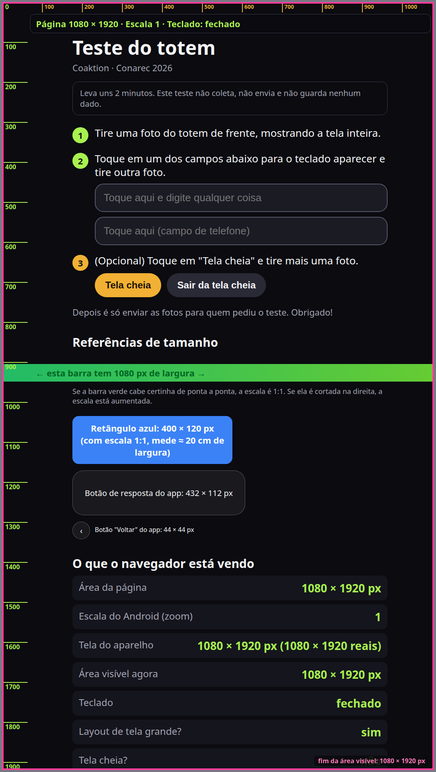 0 100 200 300 400 500 600 700 800 900 1000
Página 1080 × 1920 · Escala 1 · Teclado: fechado
100
Teste do totem
Coaktion · Conarec 2026
200
Leva uns 2 minutos. Este teste não coleta, não envia e não guarda nenhum
dado.
300
1 Tire uma foto do totem de frente, mostrando a tela inteira.
400
2 Toque em um dos campos abaixo para o teclado aparecer e
tire outra foto.
Toque aqui e digite qualquer coisa
500
Toque aqui (campo de telefone)
600
3 (Opcional) Toque em "Tela cheia" e tire mais uma foto.
700
Tela cheia Sair da tela cheia
Depois é só enviar as fotos para quem pediu o teste. Obrigado!
800
Referências de tamanho
900
← esta barra tem 1080 px de largura →
Se a barra verde cabe certinha de ponta a ponta, a escala é 1:1. Se ela é cortada na direita, a
escala está aumentada.
1000
Retângulo azul: 400 × 120 px
(com escala 1:1, mede ≈ 20 cm de
largura)
1100
1200
Botão de resposta do app: 432 × 112 px
1300
‹ Botão "Voltar" do app: 44 × 44 px
1400
O que o navegador está vendo
Área da página 1080 × 1920 px
1500
Escala do Android (zoom) 1
1600
Tela do aparelho 1080 × 1920 px (1080 × 1920 reais)
Área visível agora 1080 × 1920 px
1700
Teclado fechado
1800
Layout de tela grande? sim
Tela cheia?
fim da área visível: 1080 × 1920 px
1900